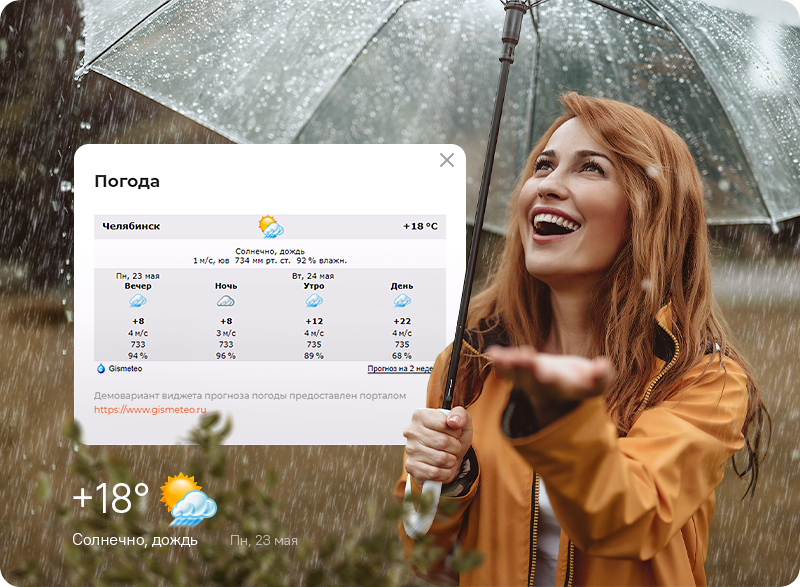 Погода
Челябинск +18 °C
Солнечно, дождь
1 м/с, юв 734 мм рт. ст. 92 % влажн.
Пн, 23 мая Вт, 24 мая
Вечер Ночь Утро День
+8 +8 +12 +22
4 м/с 3 м/с 4 м/с 4 м/с
733 733 735 735
94 % 96 % 89 % 68 %
Gismeteo Прогноз на 2 неде
Демовариант виджета прогноза погоды предоставлен порталом
https://www.gismeteo.ru
+18°
Солнечно, дождь Пн, 23 мая